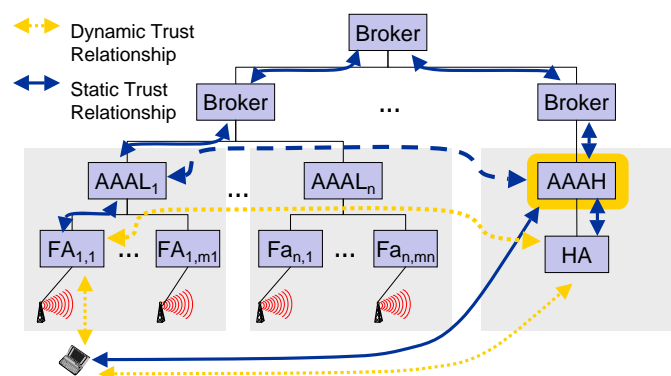 Dynamic Trust
Relationship
Static Trust
Relationship
Broker
Broker
...
Broker
AAAL1
...
AAALn
AAAH
FA1,1
...
FA1,m1
Fan,1
...
Fan,mn
HA